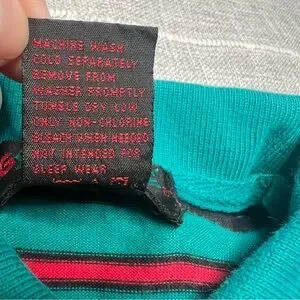 MACHINE WASH
COLD SEPARATELY
REMOVE FROM
WASHER PROMPTLY
TUMBLE DRY LOW
ONLY NON-CHLORINE
BLEACH WHEN NEEDED
NOT INTENDED FOR
SLEEP WEAR